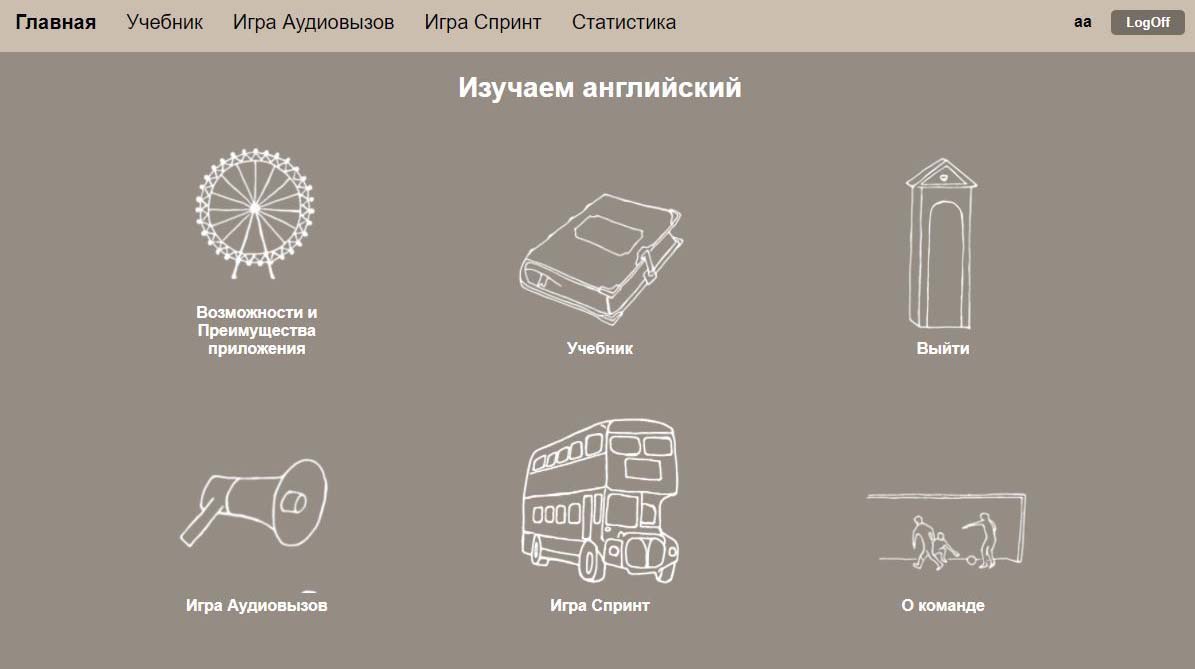 Главная Учебник Игра Аудиовызов Игра Спринт Статистика aa LogOff
Изучаем английский
Возможности и
Преимущества
приложения
Учебник
Выйти
Игра Аудиовызов
Игра Спринт
О команде